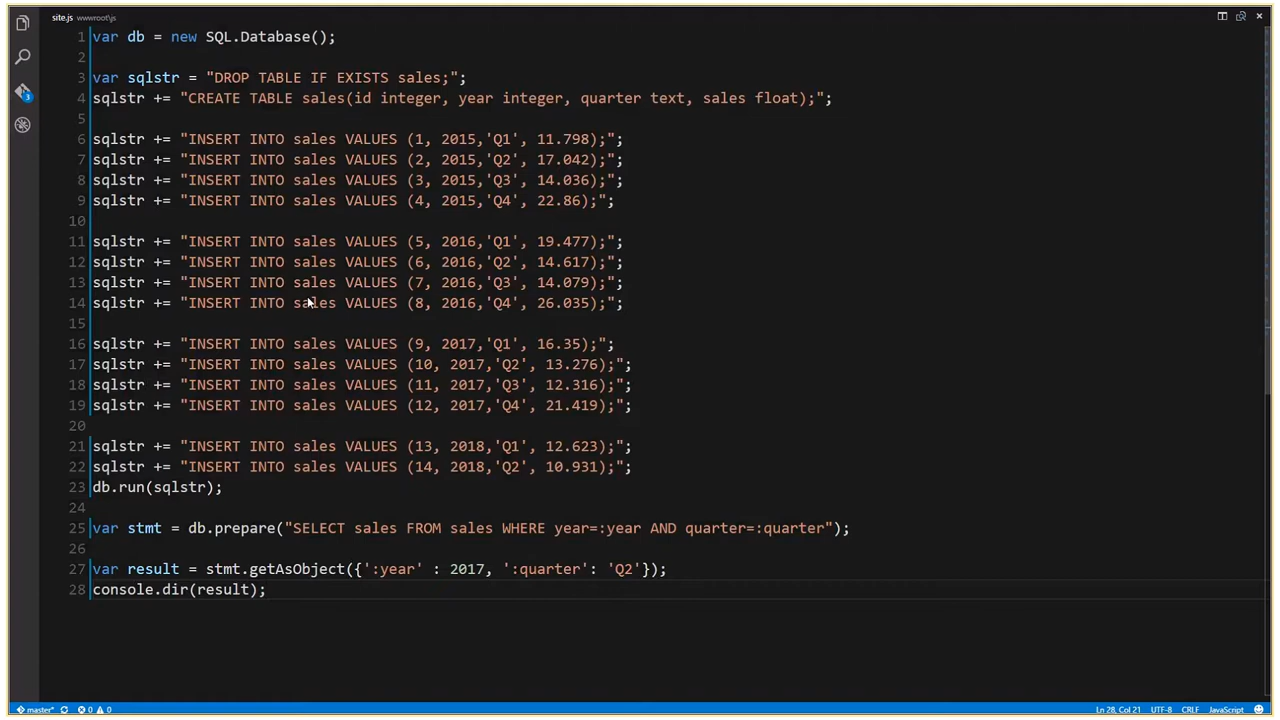 site.js wwwroot\js
1 var db = new SQL.Database();
2
3 var sqlstr = "DROP TABLE IF EXISTS sales;";
4 sqlstr += "CREATE TABLE sales(id integer, year integer, quarter text, sales float);";
5
6 sqlstr += "INSERT INTO sales VALUES (1, 2015,'Q1', 11.798);";
7 sqlstr += "INSERT INTO sales VALUES (2, 2015,'Q2', 17.042);";
8 sqlstr += "INSERT INTO sales VALUES (3, 2015,'Q3', 14.036);";
9 sqlstr += "INSERT INTO sales VALUES (4, 2015,'Q4', 22.86);";
10
11 sqlstr += "INSERT INTO sales VALUES (5, 2016,'Q1', 19.477);";
12 sqlstr += "INSERT INTO sales VALUES (6, 2016,'Q2', 14.617);";
13 sqlstr += "INSERT INTO sales VALUES (7, 2016,'Q3', 14.079);";
14 sqlstr += "INSERT INTO sales VALUES (8, 2016,'Q4', 26.035);";
15
16 sqlstr += "INSERT INTO sales VALUES (9, 2017,'Q1', 16.35);";
17 sqlstr += "INSERT INTO sales VALUES (10, 2017,'Q2', 13.276);";
18 sqlstr += "INSERT INTO sales VALUES (11, 2017,'Q3', 12.316);";
19 sqlstr += "INSERT INTO sales VALUES (12, 2017,'Q4', 21.419);";
20
21 sqlstr += "INSERT INTO sales VALUES (13, 2018,'Q1', 12.623);";
22 sqlstr += "INSERT INTO sales VALUES (14, 2018,'Q2', 10.931);";
23 db.run(sqlstr);
24
25 var stmt = db.prepare("SELECT sales FROM sales WHERE year=:year AND quarter=:quarter");
26
27 var result = stmt.getAsObject({':year' : 2017, ':quarter': 'Q2'});
28 console.dir(result);
3
master* 0 0 Ln 28, Col 21 UTF-8 CRLF JavaScript